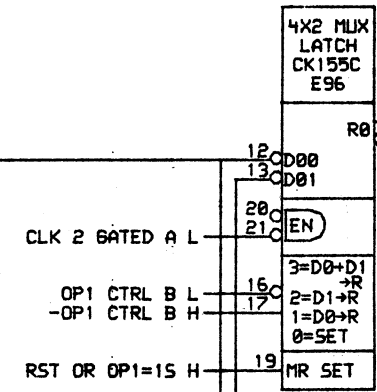 4X2 MUX
LATCH
CK155C
E96
R0
12 D00
13 D01
20
CLK 2 GATED A L 21 EN
3=D0+D1
→R
OP1 CTRL B L 16 2=D1→R
-OP1 CTRL B H 17 1=D0→R
0=SET
RST OR OP1=1S H 19 MR SET